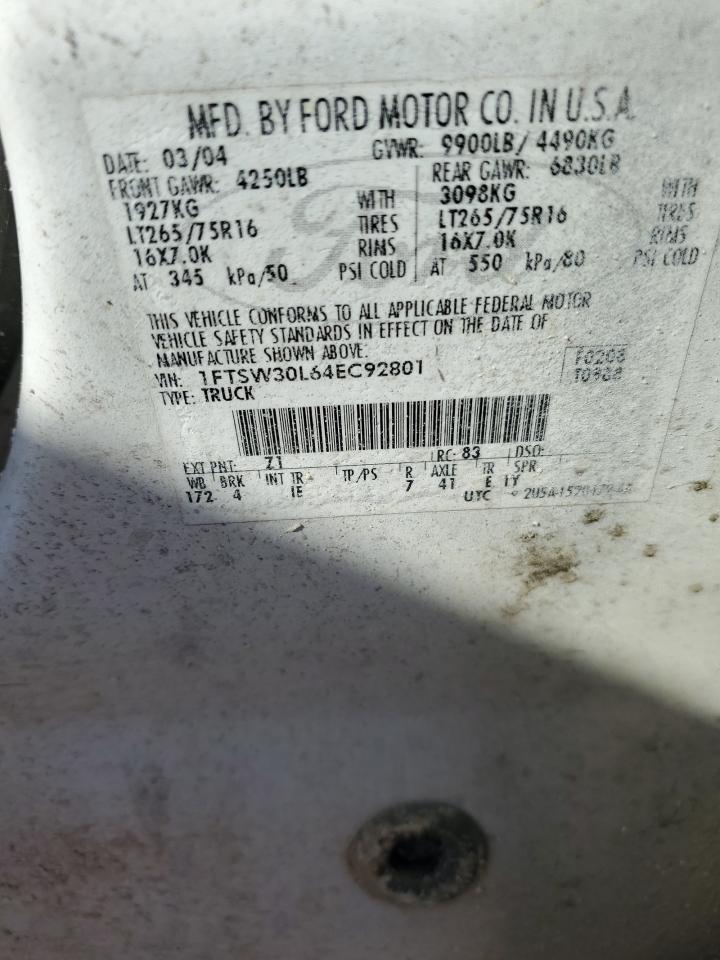 MFD. BY FORD MOTOR CO. IN U.S.A.
DATE: 03/04 GVWR: 9900LB/ 4490KG
FRONT GAWR: 4250LB REAR GAWR: 6830LB
1927KG WITH 3098KG WITH
LT265/75R16 TIRES LT265/75R16 TIRES
16X7.0K RIMS 16X7.0K RIMS
AT 345 kPa/50 PSI COLD AT 550 kPa/80 PSI COLD
THIS VEHICLE CONFORMS TO ALL APPLICABLE FEDERAL MOTOR
VEHICLE SAFETY STANDARDS IN EFFECT ON THE DATE OF
MANUFACTURE SHOWN ABOVE.
VIN: 1FTSW30L64EC92801 F0208
TYPE: TRUCK T0988
EXT PNT: Z1 RC: 83 DSO:
WB BRK INT TR TP/PS R AXLE TR SPR
172 4 IE 7 41 E 1Y
UTC